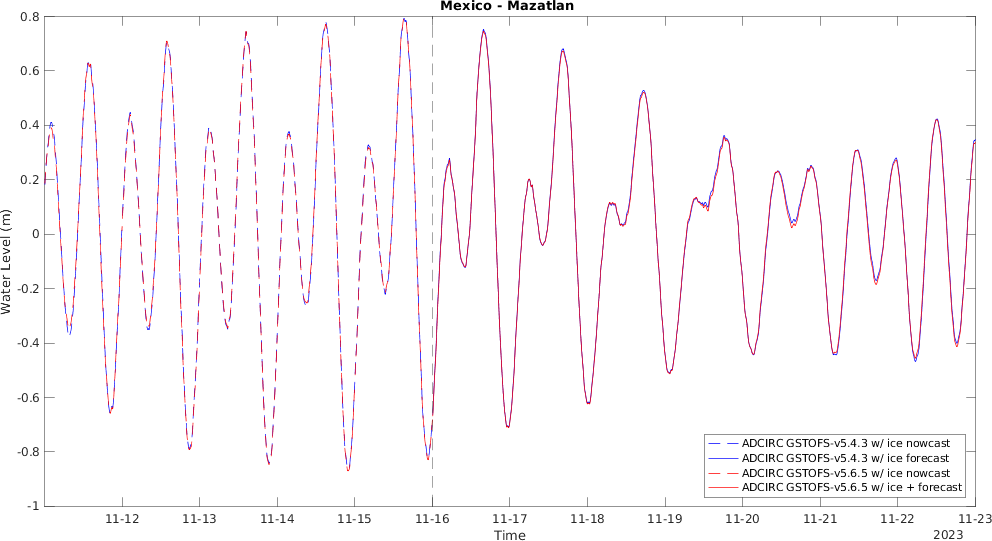 Mexico - Mazatlan
Water Level (m)
0.8
0.6
0.4
0.2
0
-0.2
-0.4
-0.6
-0.8
-1
ADCIRC GSTOFS-v5.4.3 w/ ice nowcast
ADCIRC GSTOFS-v5.4.3 w/ ice forecast
ADCIRC GSTOFS-v5.6.5 w/ ice nowcast
ADCIRC GSTOFS-v5.6.5 w/ ice + forecast
11-12 11-13 11-14 11-15 11-16 11-17 11-18 11-19 11-20 11-21 11-22 11-23
Time
2023